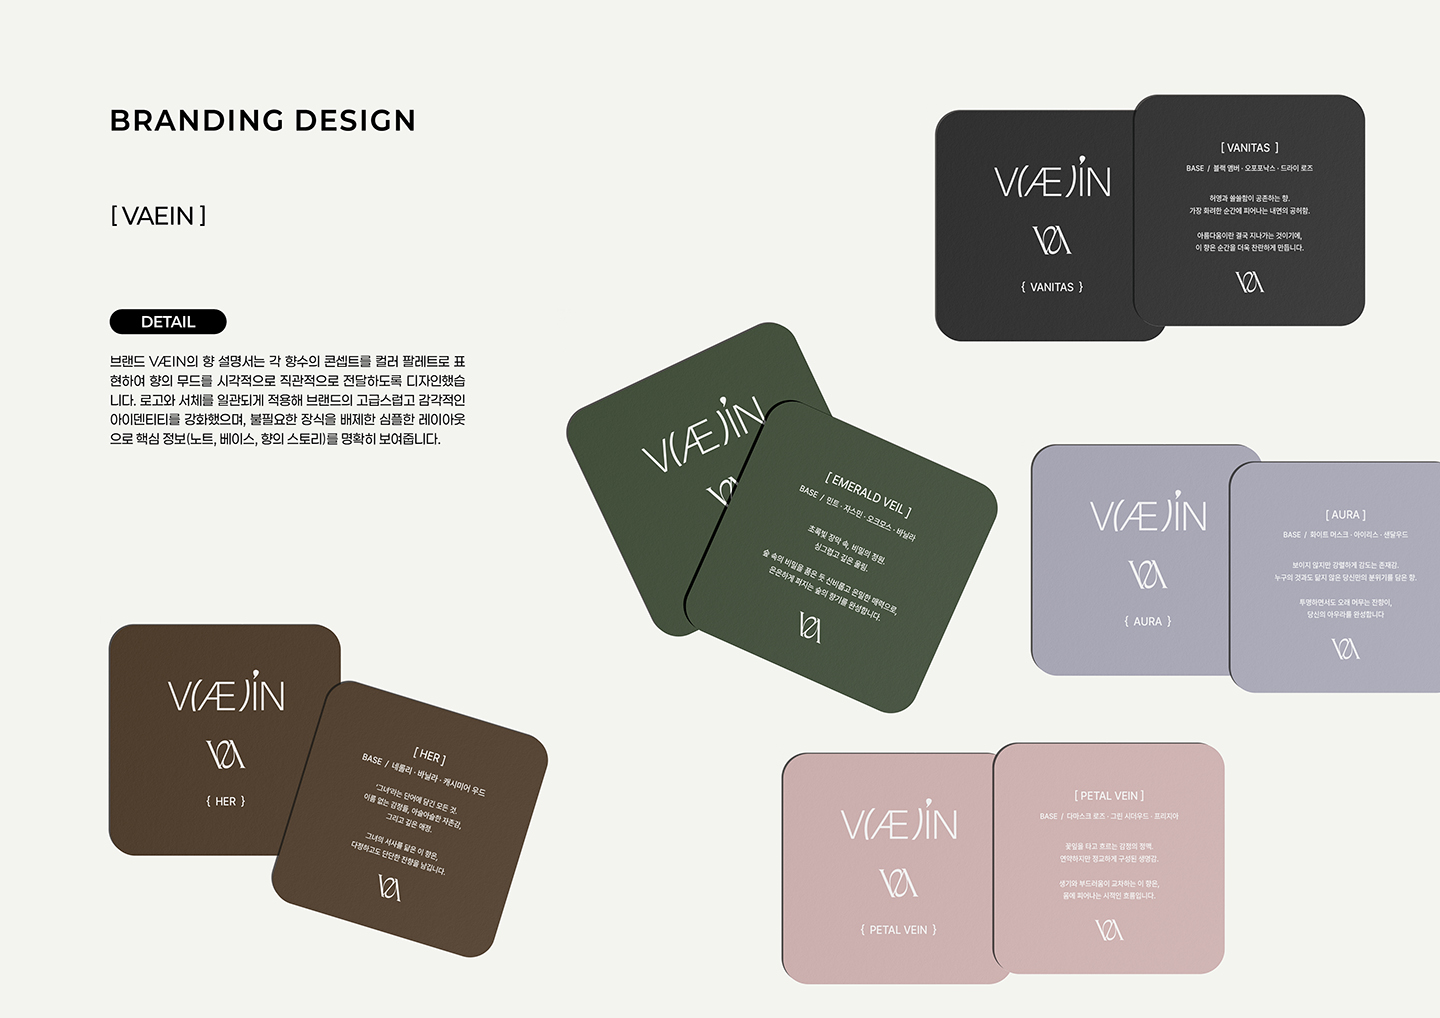 BRANDING DESIGN
[ VAEIN ]
DETAIL
브랜드 VÆIN의 향 설명서는 각 향수의 콘셉트를 컬러 팔레트로 표
현하여 향의 무드를 시각적으로 직관적으로 전달하도록 디자인했습
니다. 로고와 서체를 일관되게 적용해 브랜드의 고급스럽고 감각적인
아이덴티티를 강화했으며, 불필요한 장식을 배제한 심플한 레이아웃
으로 핵심 정보(노트, 베이스, 향의 스토리)를 명확히 보여줍니다.
V(Æ)IN
VA
{ VANITAS }
[ VANITAS ]
BASE / 블랙 앰버 · 오포포낙스 · 드라이 로즈
허영과 쓸쓸함이 공존하는 향.
가장 화려한 순간에 피어나는 내면의 공허함.
아름다움이란 결국 지나가는 것이기에,
이 향은 순간을 더욱 찬란하게 만듭니다.
VA
V(Æ)IN
VA
[ EMERALD VEIL ]
BASE / 민트 · 자스민 · 오크모스 · 바닐라
초록빛 장막 속, 비밀의 정원.
싱그럽고 깊은 울림.
숲 속의 비밀을 품은 듯 신비롭고 은밀한 매력으로,
은은하게 퍼지는 숲의 향기를 완성합니다.
VA
V(Æ)IN
VA
{ AURA }
[ AURA ]
BASE / 화이트 머스크 · 아이리스 · 샌달우드
보이지 않지만 강렬하게 감도는 존재감.
누구의 것과도 닮지 않은 당신만의 분위기를 담은 향.
투명하면서도 오래 머무는 잔향이,
당신의 아우라를 완성합니다
VA
V(Æ)IN
VA
{ HER }
[ HER ]
BASE / 네롤리 · 바닐라 · 캐시미어 우드
'그녀'라는 단어에 담긴 모든 것.
이름 없는 감정들, 아슬아슬한 자존감,
그리고 깊은 애정.
그녀의 서사를 닮은 이 향은,
다정하고도 단단한 잔향을 남깁니다.
VA
V(Æ)IN
VA
{ PETAL VEIN }
[ PETAL VEIN ]
BASE / 다마스크 로즈 · 그린 시더우드 · 프리지아
꽃잎을 타고 흐르는 감정의 정맥.
연약하지만 정교하게 구성된 생명감.
생기와 부드러움이 교차하는 이 향은,
몸에 피어나는 시적인 흐름입니다.
VA